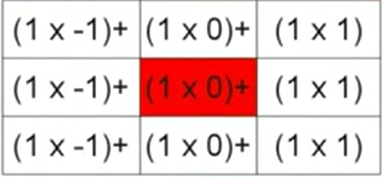 (1 x -1)+ (1 x 0)+ (1 x 1)
(1 x -1)+ (1 x 0)+ (1 x 1)
(1 x -1)+ (1 x 0)+ (1 x 1)